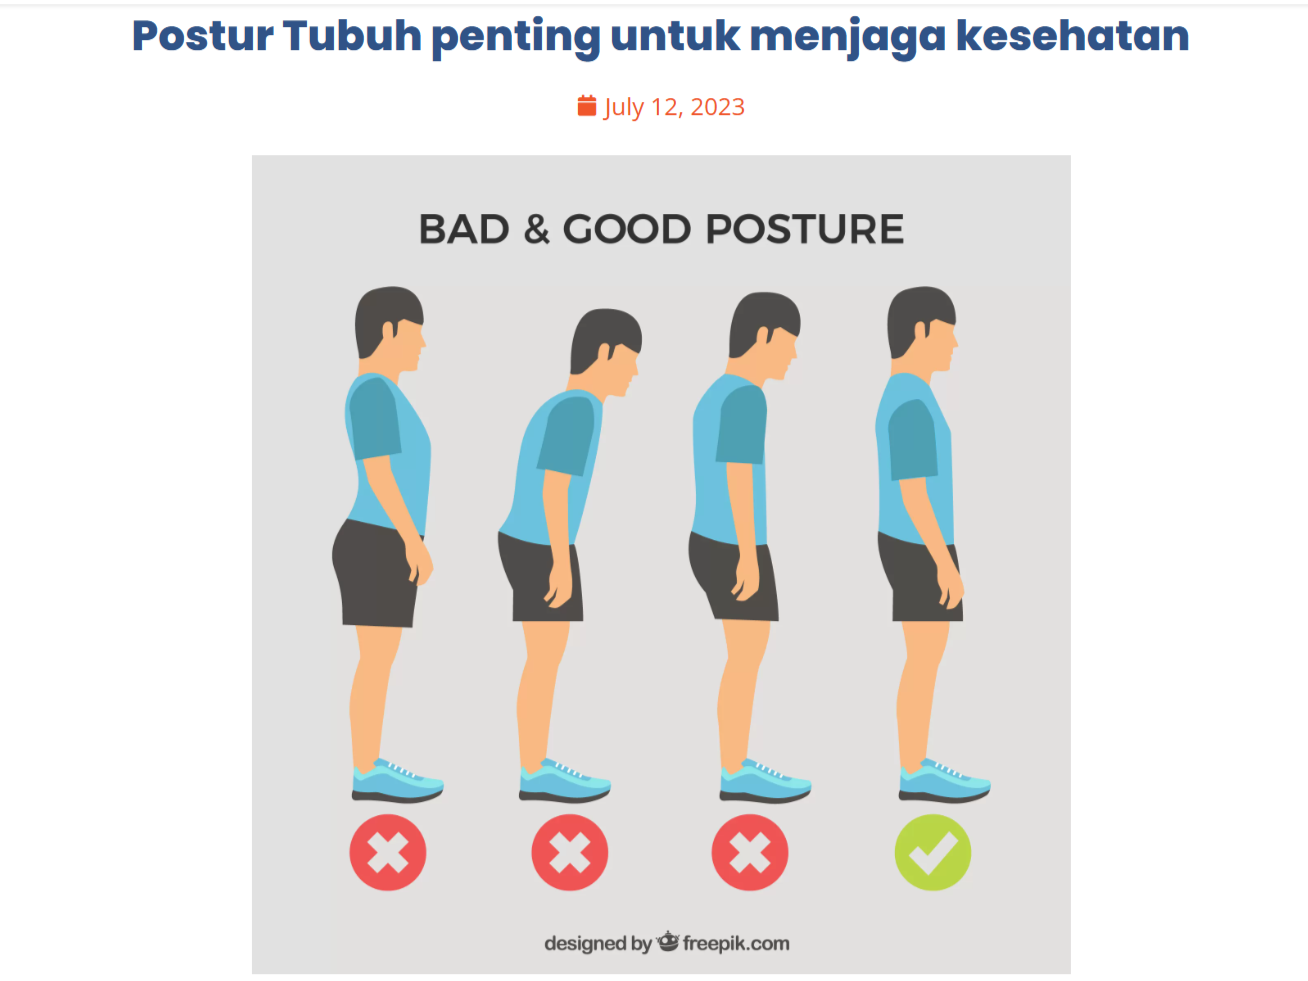 Postur Tubuh penting untuk menjaga kesehatan
July 12, 2023
BAD & GOOD POSTURE
designed by freepik.com